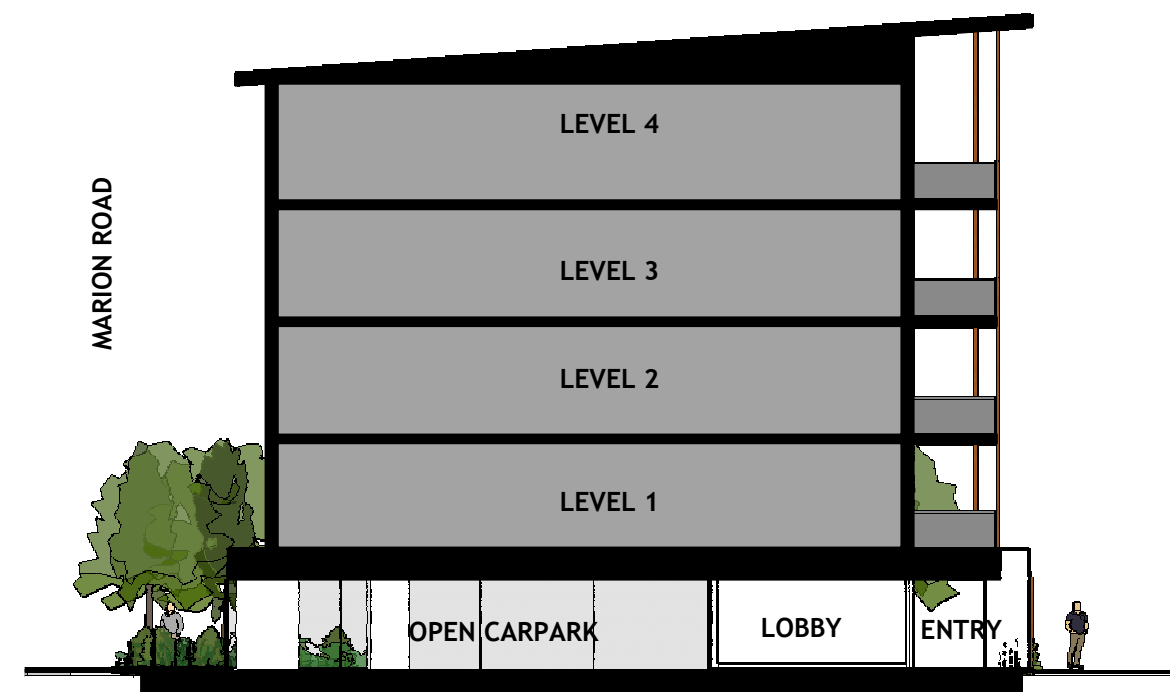 MARION ROAD
LEVEL 4
LEVEL 3
LEVEL 2
LEVEL 1
OPEN CARPARK
LOBBY
ENTRY